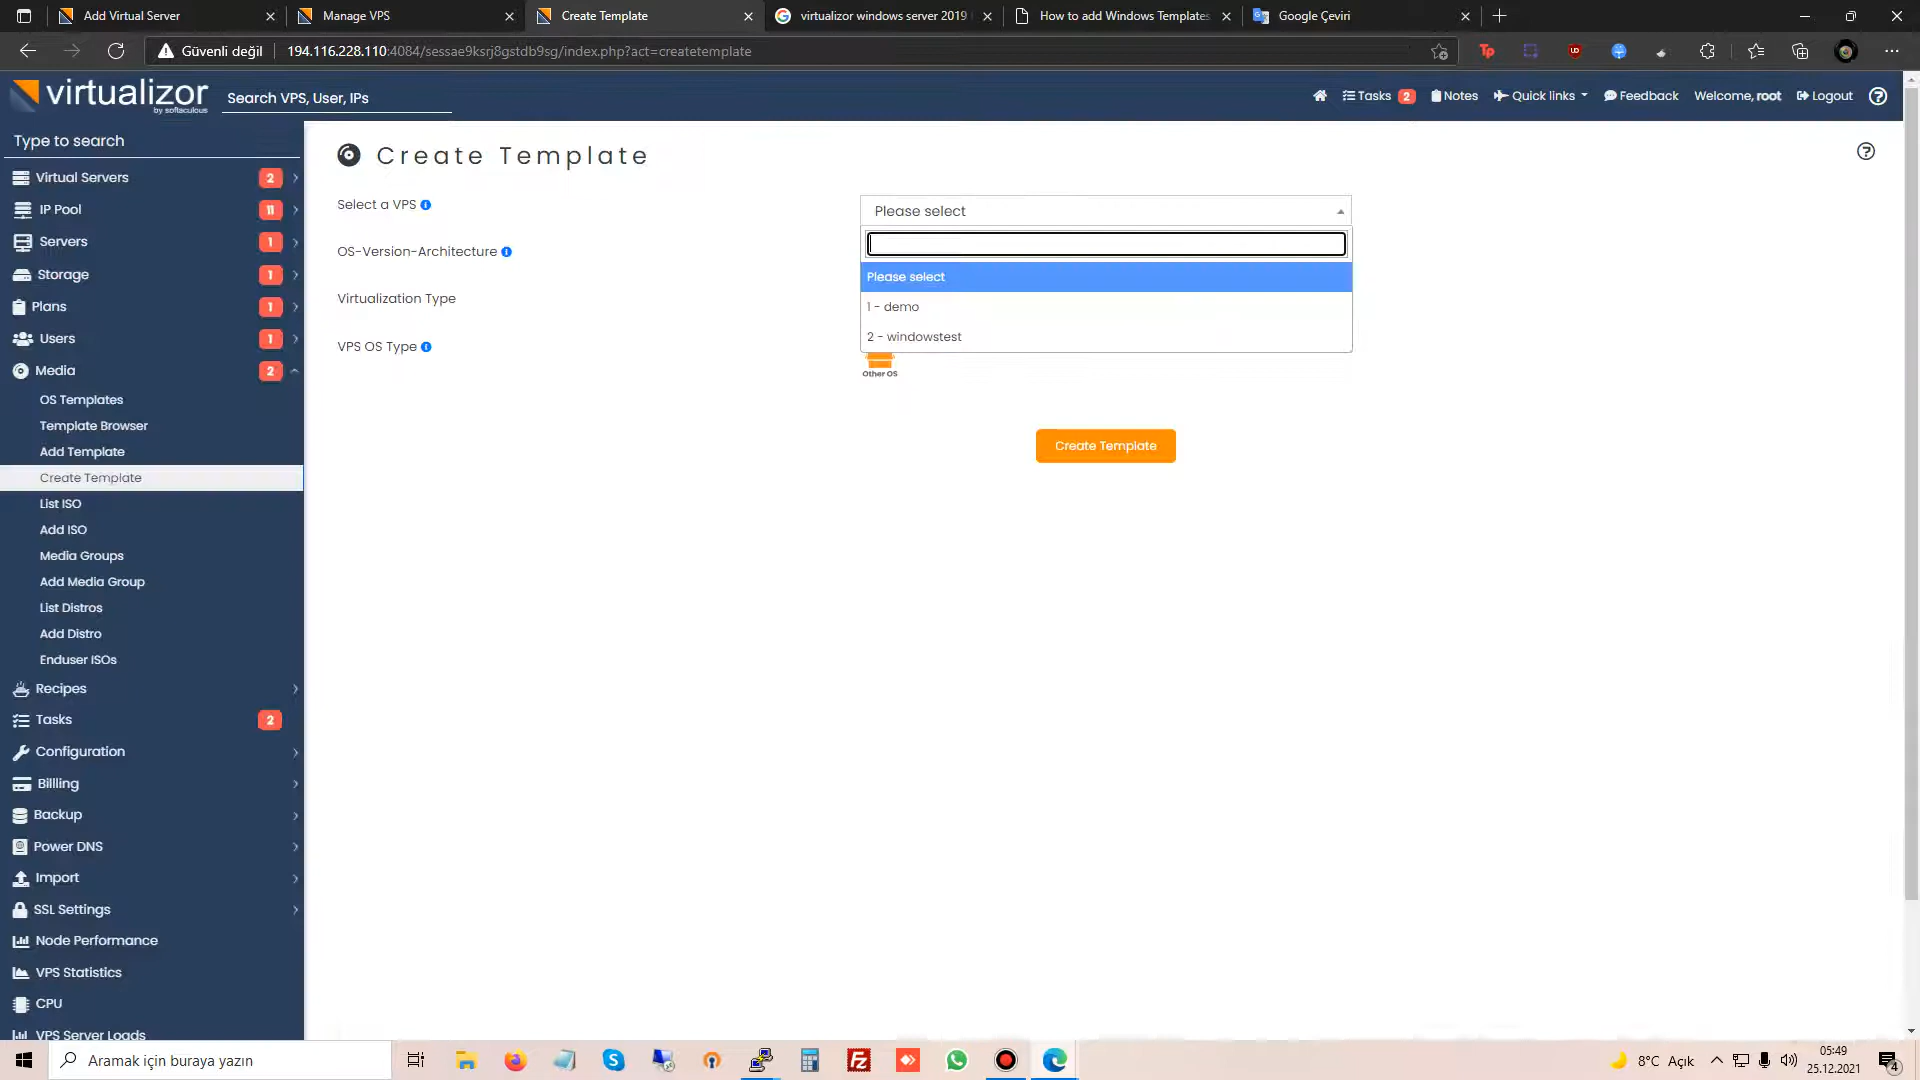 Add Virtual Server
Manage VPS
Create Template
virtualizor windows server 2019
How to add Windows Templates
Google Çeviri
Güvenli değil
194.116.228.110:4084/sessae9ksrj8gstdb9sg/index.php?act=createtemplate
virtualizor
by softaculous
Search VPS, User, IPs
Tasks 2
Notes
Quick links
Feedback
Welcome, root
Logout
Type to search
Virtual Servers 2
IP Pool 11
Servers 1
Storage 1
Plans 1
Users 1
Media 2
OS Templates
Template Browser
Add Template
Create Template
List ISO
Add ISO
Media Groups
Add Media Group
List Distros
Add Distro
Enduser ISOs
Recipes
Tasks 2
Configuration
Billling
Backup
Power DNS
Import
SSL Settings
Node Performance
VPS Statistics
CPU
VPS Server Loads
Create Template
Select a VPS
Please select
Please select
1 - demo
2 - windowstest
OS-Version-Architecture
Virtualization Type
VPS OS Type
Other OS
Create Template
Aramak için buraya yazın
8°C Açık
05:49
25.12.2021
4